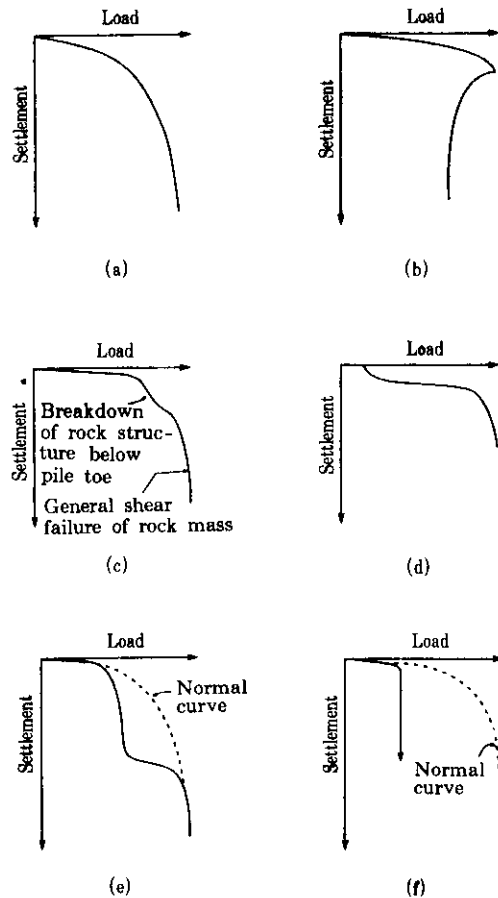 Load
Settlement
(a)
Load
Settlement
(b)
Load
Settlement
Breakdown
of rock struc-
ture below
pile toe
General shear
failure of rock mass
(c)
Load
Settlement
(d)
Load
Settlement
Normal
curve
(e)
Load
Settlement
Normal
curve
(f)